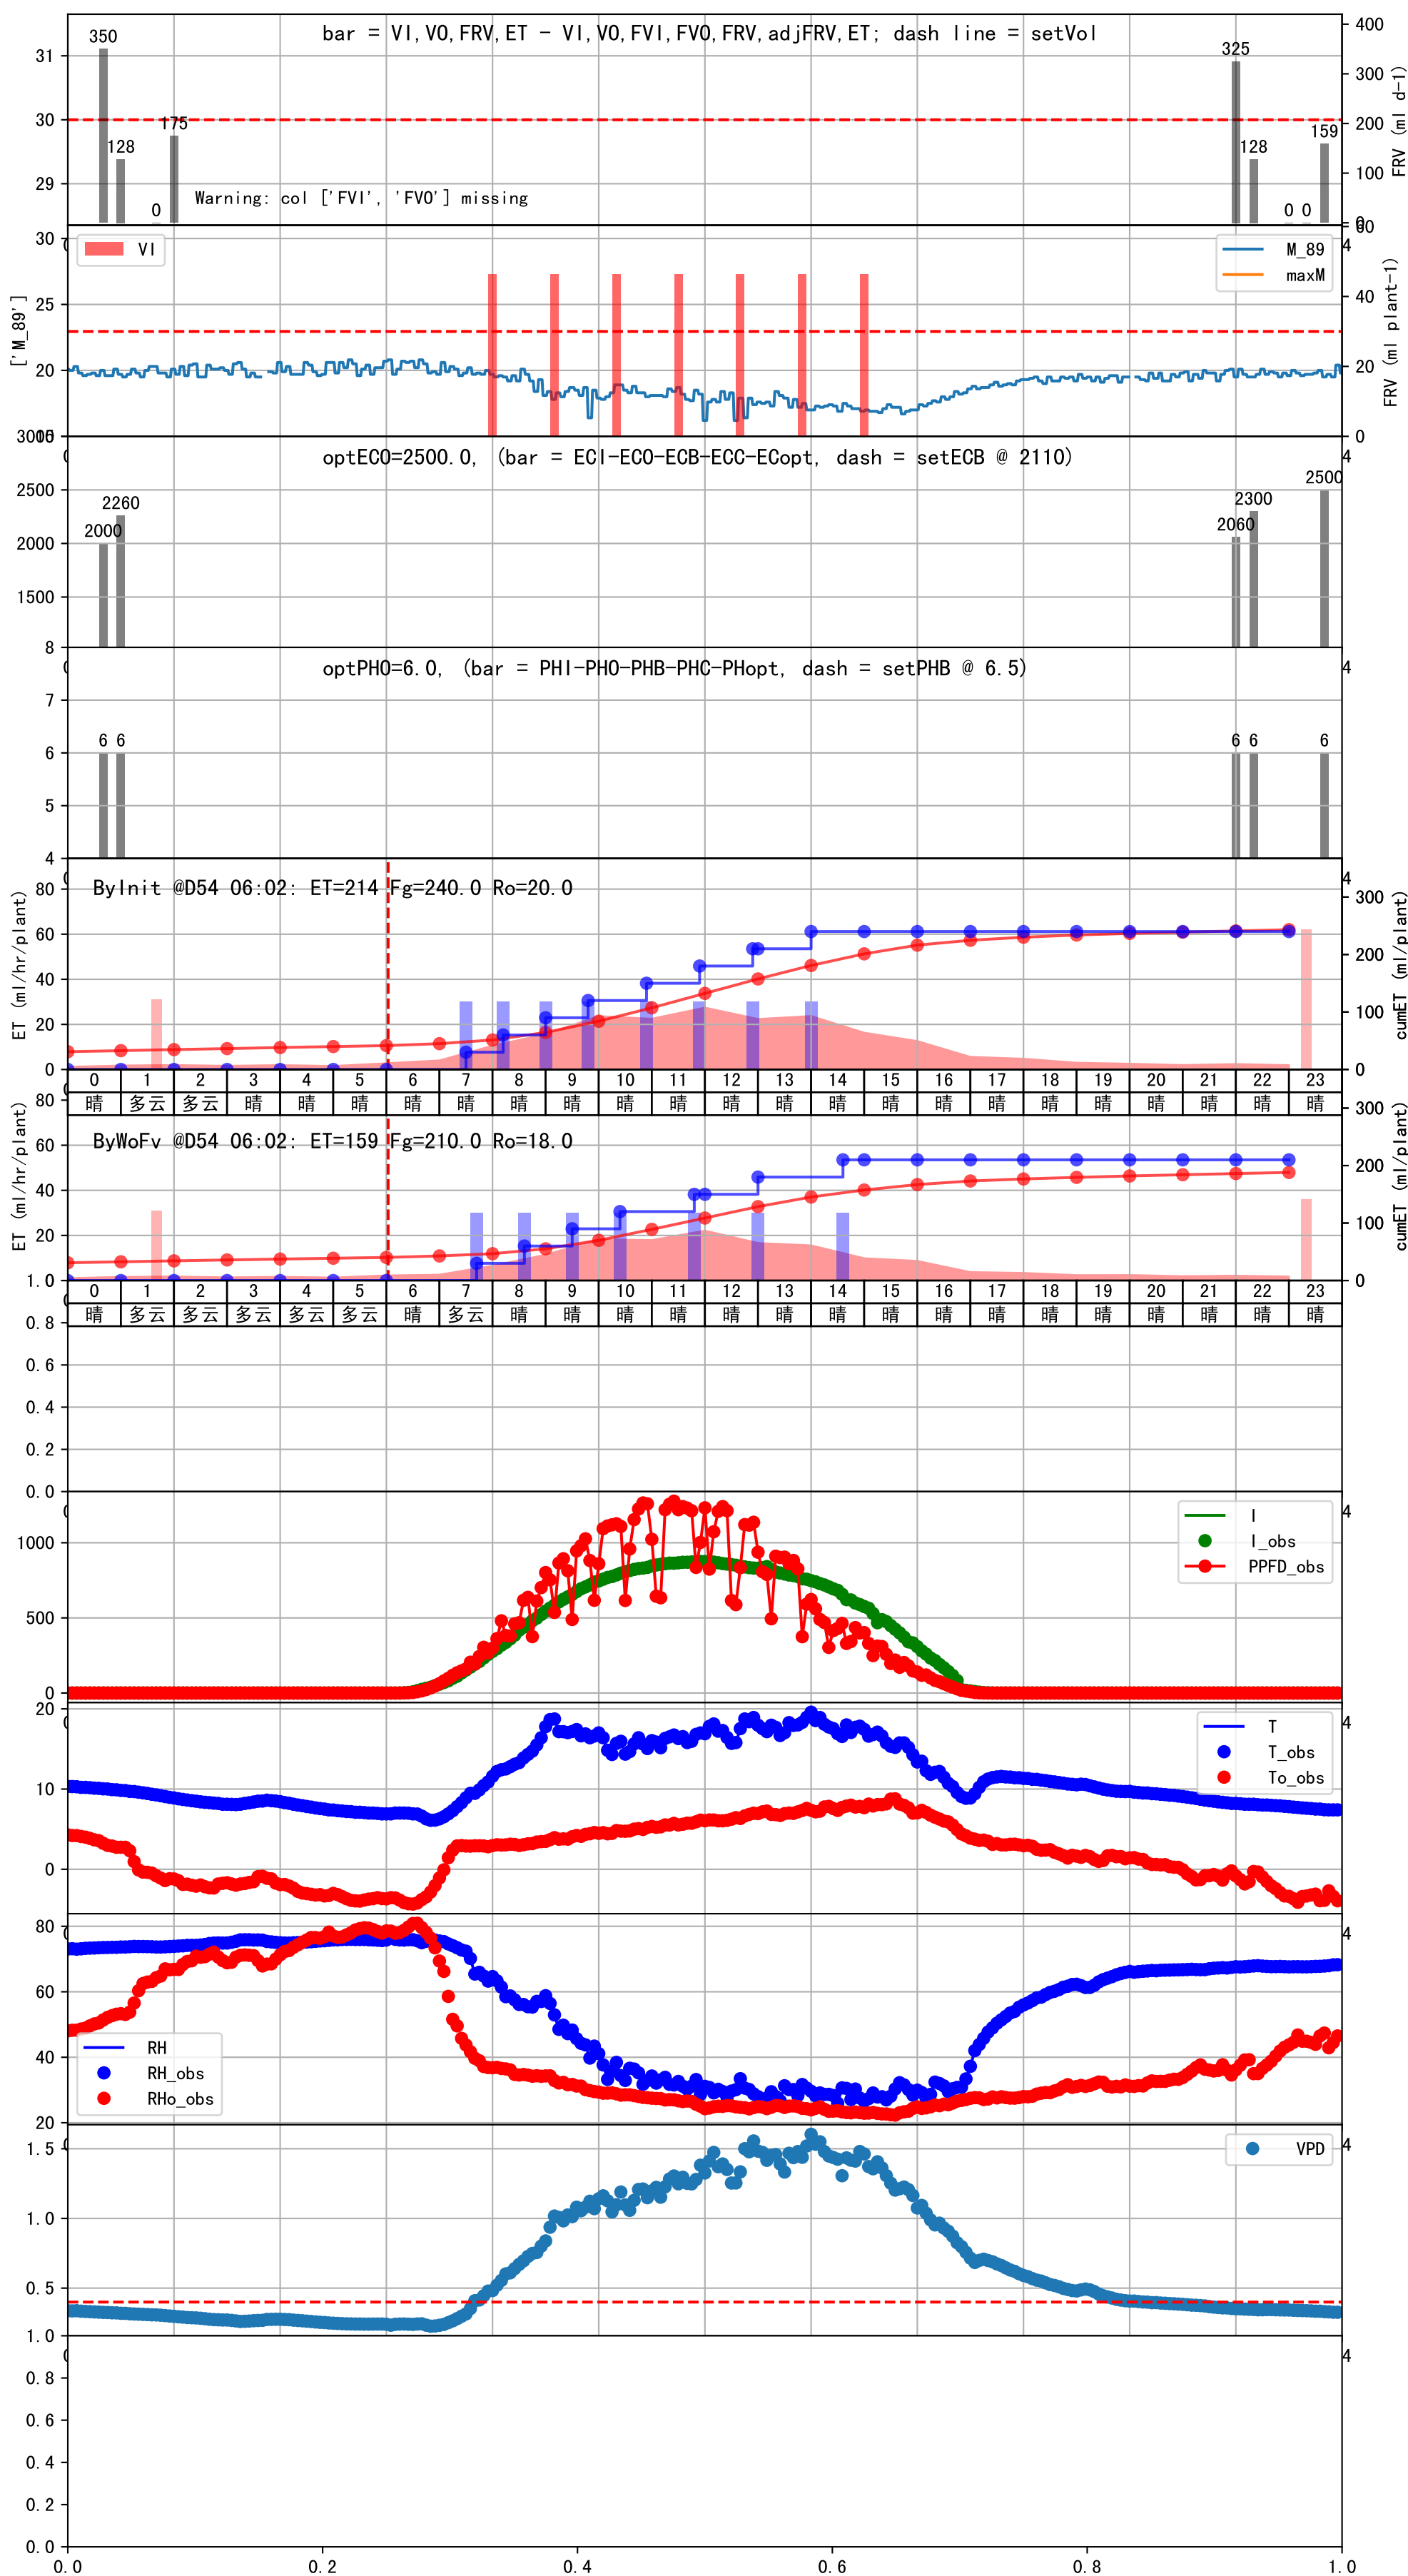 bar = VI,VO,FRV,ET - VI,VO,FVI,FVO,FRV,adjFRV,ET; dash line = setVol
350
128
0
175
325
128
0 0
159
31
30
29
400
300
200
100
0
FRV (ml d-1)
Warning: col ['FVI', 'FVO'] missing
VI
M_89
maxM
['M_89']
30
25
20
15
60
40
20
0
FRV (ml plant-1)
optECO=2500.0, (bar = ECI-ECO-ECB-ECC-ECopt, dash = setECB @ 2110)
3000
2500
2000
1500
2000
2260
2060
2300
2500
optPHO=6.0, (bar = PHI-PHO-PHB-PHC-PHopt, dash = setPHB @ 6.5)
8
7
6
5
4
6 6
6 6
6
ByInit @D54 06:02: ET=214 Fg=240.0 Ro=20.0
ET (ml/hr/plant)
80
60
40
20
0
300
200
100
0
cumET (ml/plant)
0 1 2 3 4 5 6 7 8 9 10 11 12 13 14 15 16 17 18 19 20 21 22 23
晴 多云 多云 晴 晴 晴 晴 晴 晴 晴 晴 晴 晴 晴 晴 晴 晴 晴 晴 晴 晴 晴 晴 晴
ByWoFv @D54 06:02: ET=159 Fg=210.0 Ro=18.0
ET (ml/hr/plant)
80
60
40
20
300
200
100
0
cumET (ml/plant)
0 1 2 3 4 5 6 7 8 9 10 11 12 13 14 15 16 17 18 19 20 21 22 23
晴 多云 多云 多云 多云 多云 晴 多云 晴 晴 晴 晴 晴 晴 晴 晴 晴 晴 晴 晴 晴 晴 晴 晴
1.0
0.8
0.6
0.4
0.2
0.0
I
I_obs
PPFD_obs
1000
500
0
T
T_obs
To_obs
20
10
0
RH
RH_obs
RHo_obs
80
60
40
20
VPD
1.5
1.0
0.5
1.0
0.8
0.6
0.4
0.2
0.0
0.0 0.2 0.4 0.6 0.8 1.0